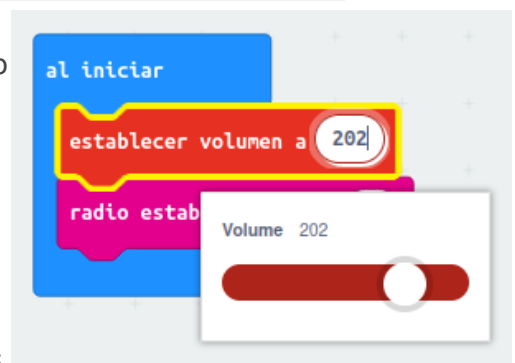 al iniciar
establecer volumen a 202
radio estab
Volume 202